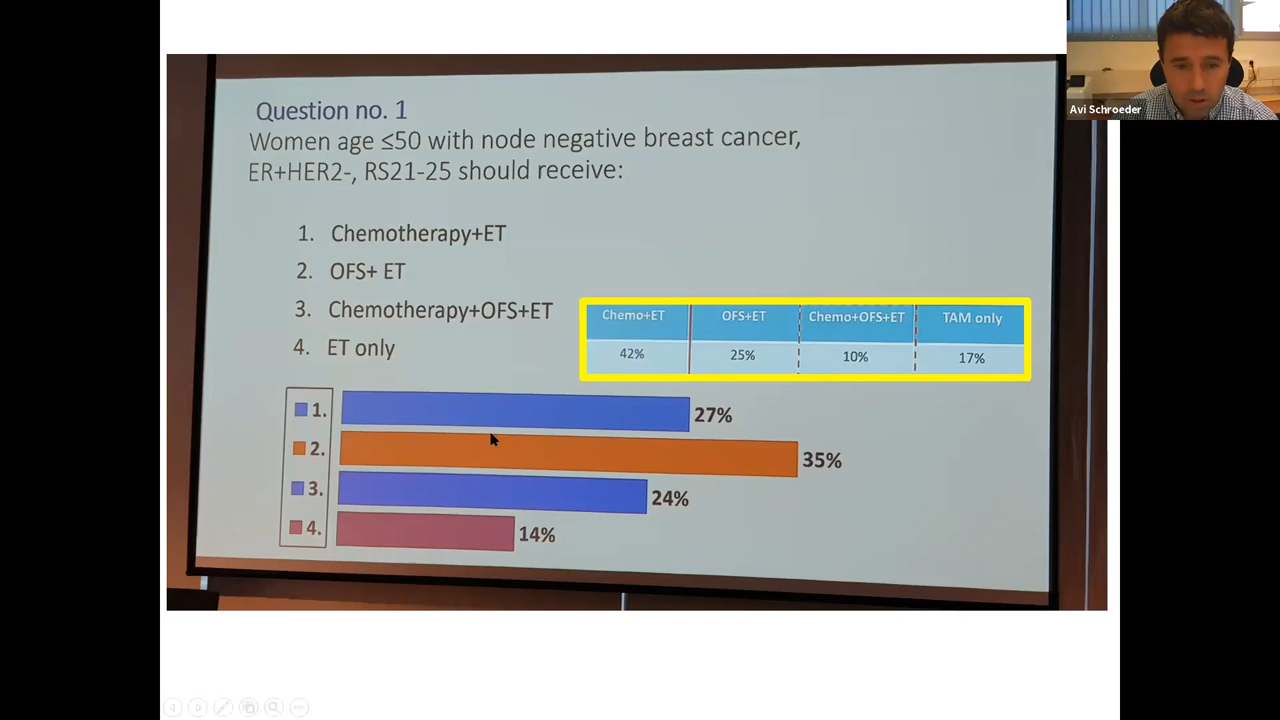 Avi Schroeder
Question no. 1
Women age ≤50 with node negative breast cancer,
ER+HER2-, RS21-25 should receive:
1. Chemotherapy+ET
2. OFS+ ET
3. Chemotherapy+OFS+ET
4. ET only
Chemo+ET OFS+ET Chemo+OFS+ET TAM only
42% 25% 10% 17%
1. 27%
2. 35%
3. 24%
4. 14%